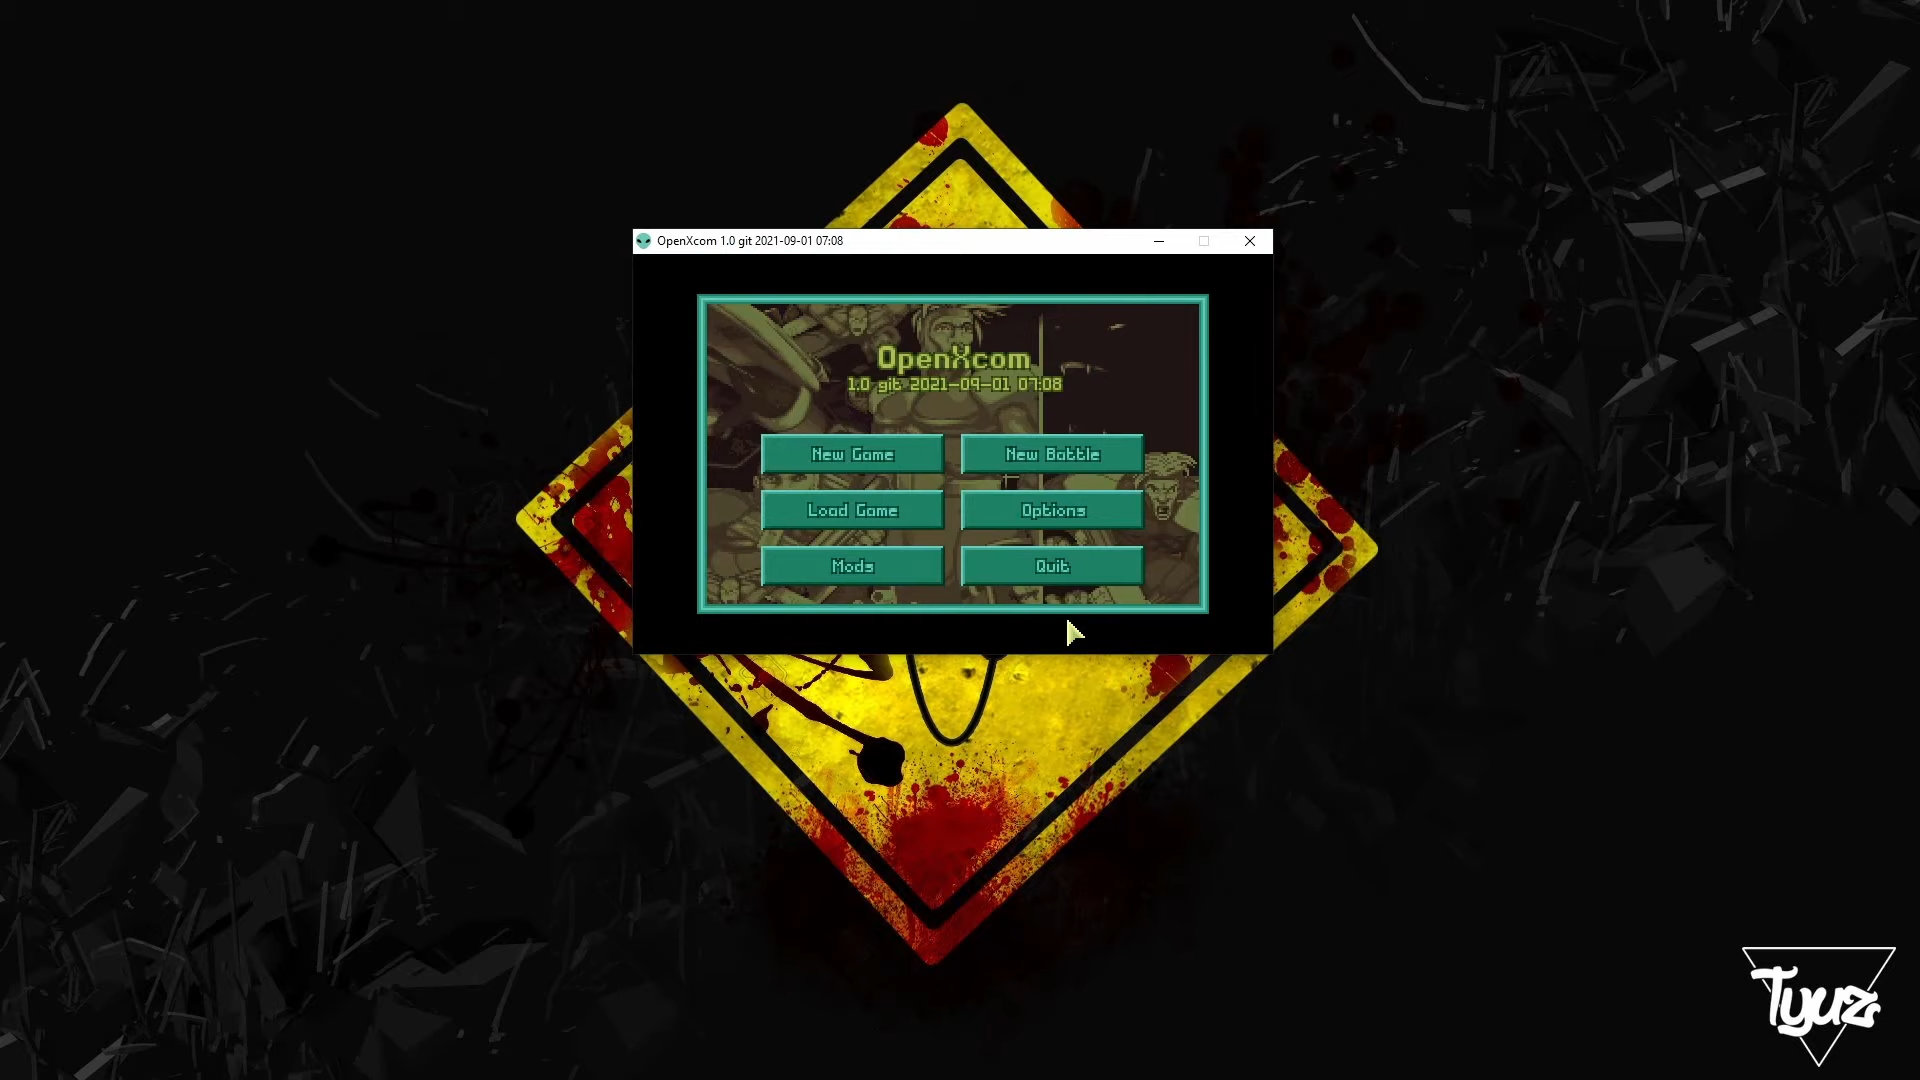 OpenXcom 1.0 git 2021-09-01 07:08
OpenXcom
1.0 git 2021-09-01 07:08
New Game
New Battle
Load Game
Options
Mods
Quit
Tyuz